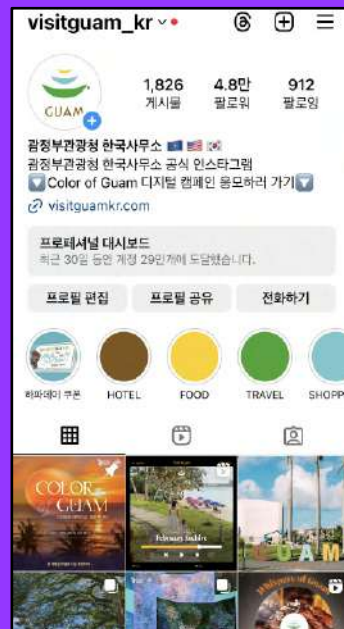 visitguam_kr
GUAM
1,826
게시물
4.8만
팔로워
912
팔로잉
괌정부관광청 한국사무소 🇬🇺 🇺🇸 🇰🇷
괌정부관광청 한국사무소 공식 인스타그램
🔽Color of Guam 디지털 캠페인 응모하러 가기🔽
visitguamkr.com
프로페셔널 대시보드
최근 30일 동안 계정 29만개에 도달했습니다.
프로필 편집 프로필 공유 전화하기
하파데이 쿠폰 HOTEL FOOD TRAVEL SHOPP
COLOR
of GUAM
GUAM
Whispers of Guam